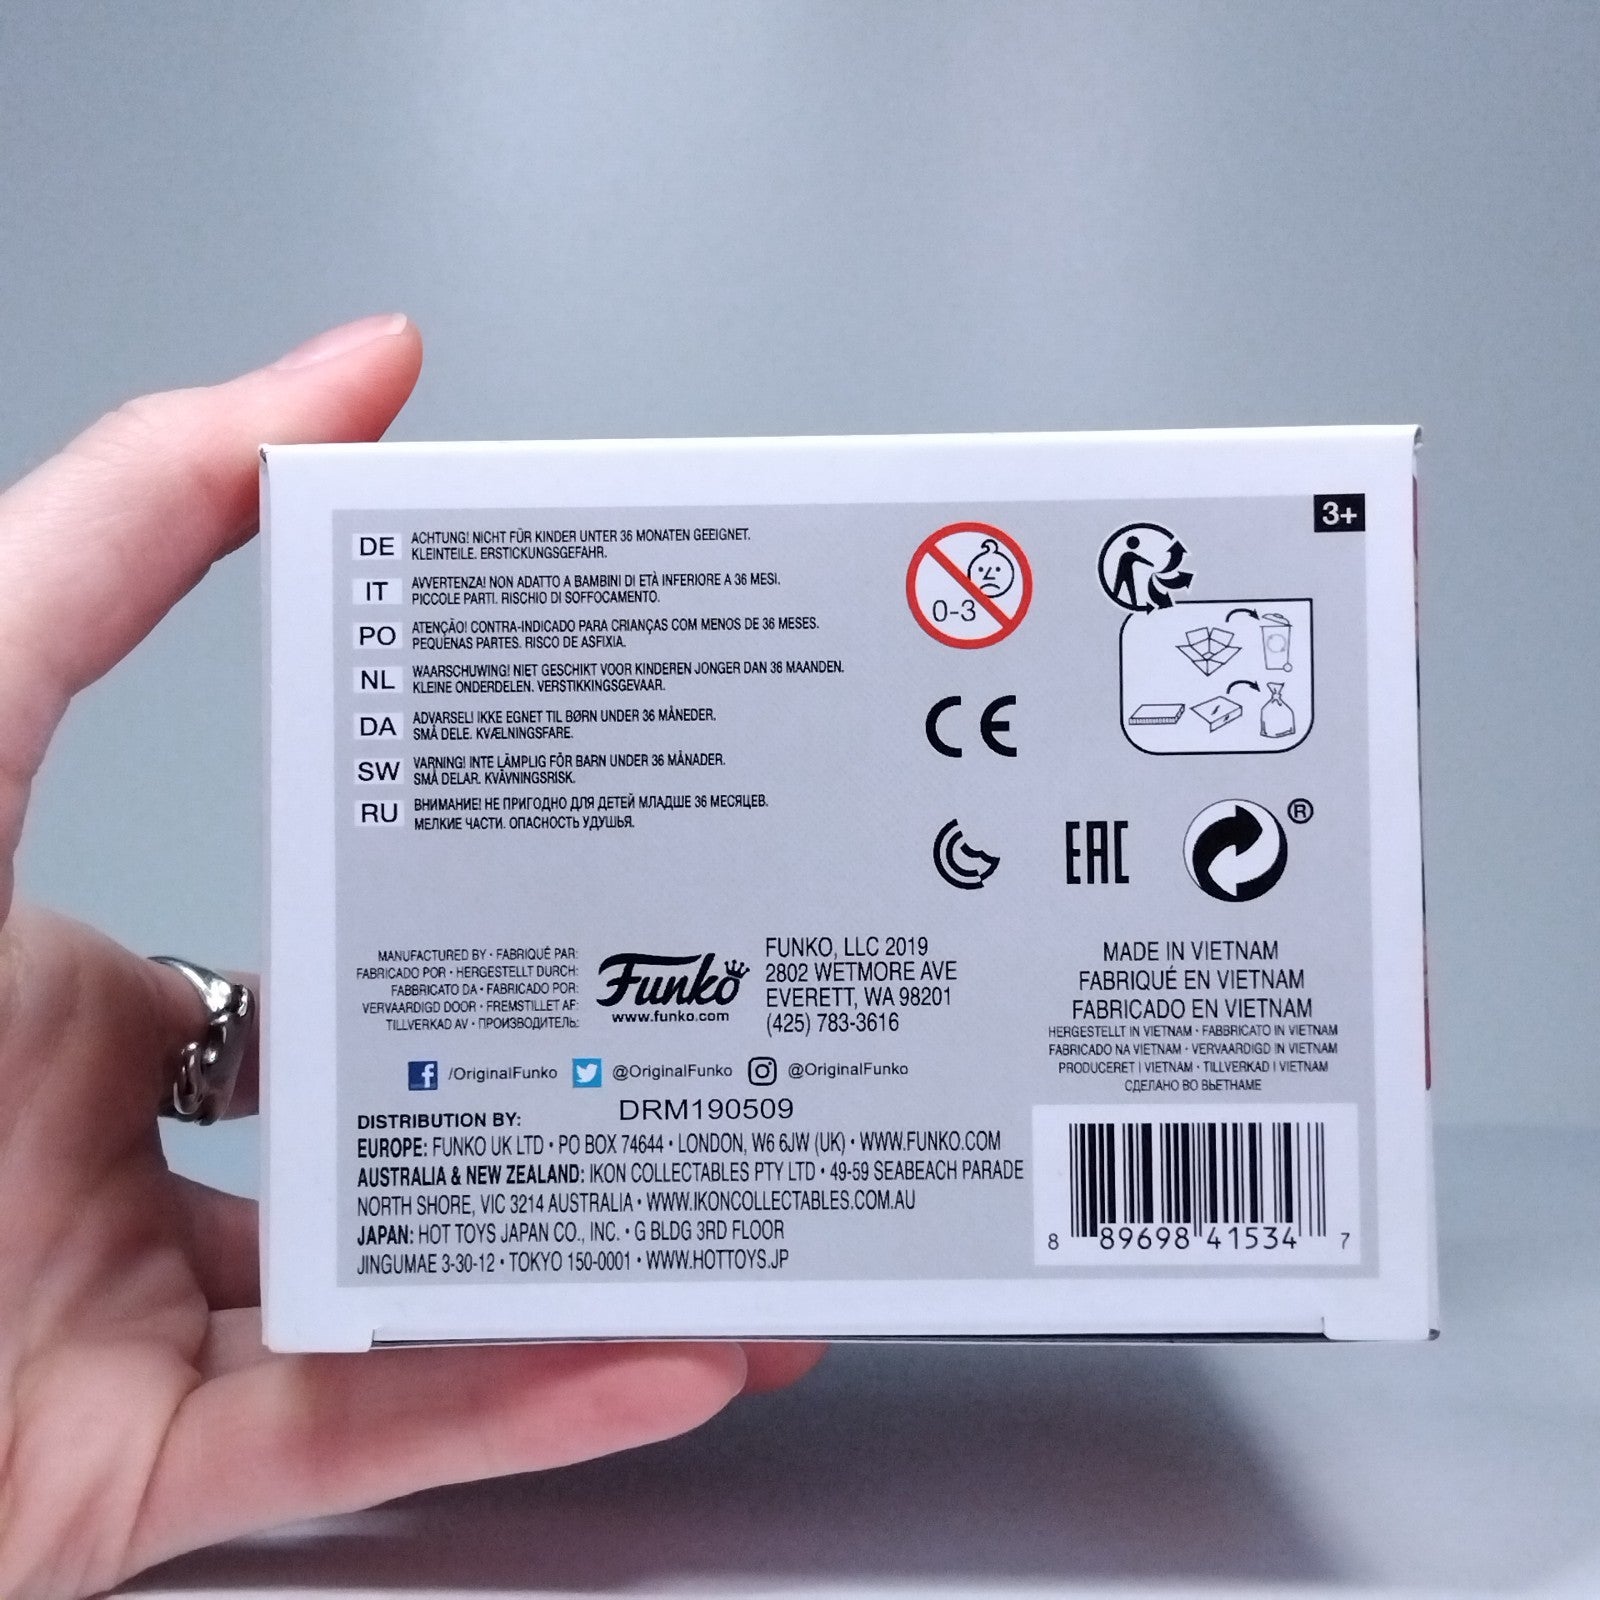 3+
DE ACHTUNG! NICHT FÜR KINDER UNTER 36 MONATEN GEEIGNET.
KLEINTEILE. ERSTICKUNGSGEFAHR.
IT AVVERTENZA! NON ADATTO A BAMBINI DI ETÀ INFERIORE A 36 MESI.
PICCOLE PARTI. RISCHIO DI SOFFOCAMENTO.
PO ATENÇÃO! CONTRA-INDICADO PARA CRIANÇAS COM MENOS DE 36 MESES.
PEQUENAS PARTES. RISCO DE ASFIXIA.
NL WAARSCHUWING! NIET GESCHIKT VOOR KINDEREN JONGER DAN 36 MAANDEN.
KLEINE ONDERDELEN. VERSTIKKINGSGEVAAR.
DA ADVARSEL! IKKE EGNET TIL BØRN UNDER 36 MÅNEDER.
SMÅ DELE. KVÆLNINGSFARE.
SW VARNING! INTE LÄMPLIG FÖR BARN UNDER 36 MÅNADER.
SMÅ DELAR. KVÄVNINGSRISK.
RU ВНИМАНИЕ! НЕ ПРИГОДНО ДЛЯ ДЕТЕЙ МЛАДШЕ 36 МЕСЯЦЕВ.
МЕЛКИЕ ЧАСТИ. ОПАСНОСТЬ УДУШЬЯ.
0-3
CE
EAC
®
MANUFACTURED BY • FABRIQUÉ PAR:
FABRICADO POR • HERGESTELLT DURCH:
FABBRICATO DA • FABRICADO POR:
VERVAARDIGD DOOR • FREMSTILLET AF:
TILLVERKAD AV • ПРОИЗВОДИТЕЛЬ:
Funko
www.funko.com
FUNKO, LLC 2019
2802 WETMORE AVE
EVERETT, WA 98201
(425) 783-3616
MADE IN VIETNAM
FABRIQUÉ EN VIETNAM
FABRICADO EN VIETNAM
HERGESTELLT IN VIETNAM • FABBRICATO IN VIETNAM
FABRICADO NA VIETNAM • VERVAARDIGD IN VIETNAM
PRODUCERET I VIETNAM • TILLVERKAD I VIETNAM
СДЕЛАНО ВО ВЬЕТНАМЕ
/OriginalFunko @OriginalFunko @OriginalFunko
DRM190509
DISTRIBUTION BY:
EUROPE: FUNKO UK LTD • PO BOX 74644 • LONDON, W6 6JW (UK) • WWW.FUNKO.COM
AUSTRALIA & NEW ZEALAND: IKON COLLECTABLES PTY LTD • 49-59 SEABEACH PARADE
NORTH SHORE, VIC 3214 AUSTRALIA • WWW.IKONCOLLECTABLES.COM.AU
JAPAN: HOT TOYS JAPAN CO., INC. • G BLDG 3RD FLOOR
JINGUMAE 3-30-12 • TOKYO 150-0001 • WWW.HOTTOYS.JP
8 89698 41534 7